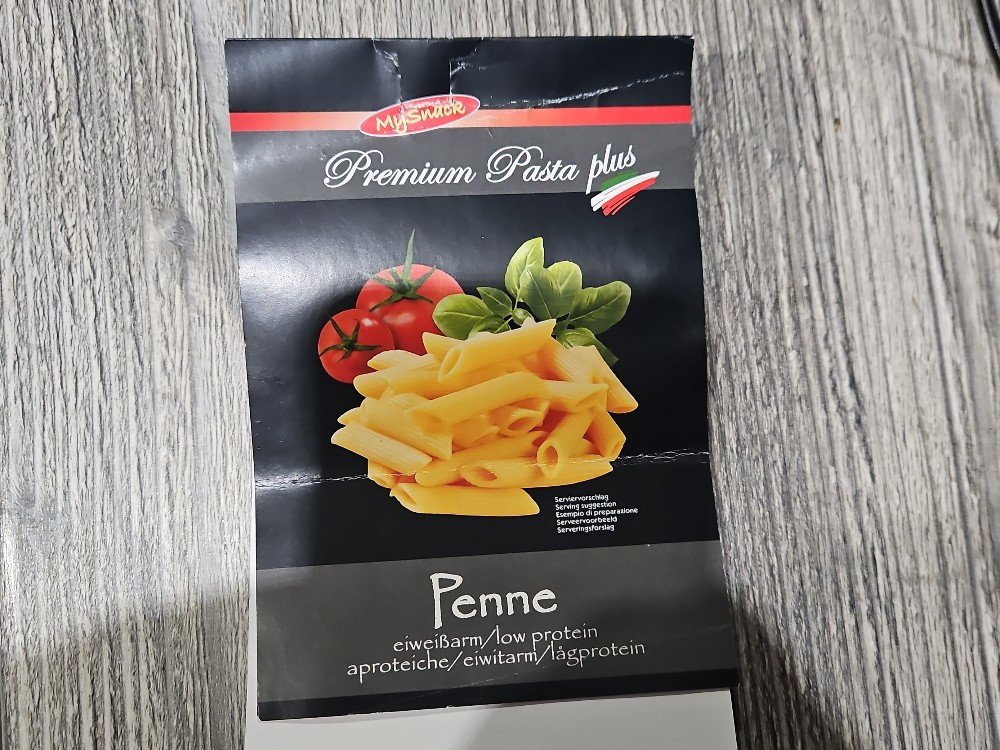 MySnack
Premium Pasta plus
Serviervorschlag
Serving suggestion
Esempio di preparazione
Serveervoorbeeld
Serveringsforslag
Penne
eiweißarm/low protein
aproteiche/eiwitarm/lågprotein